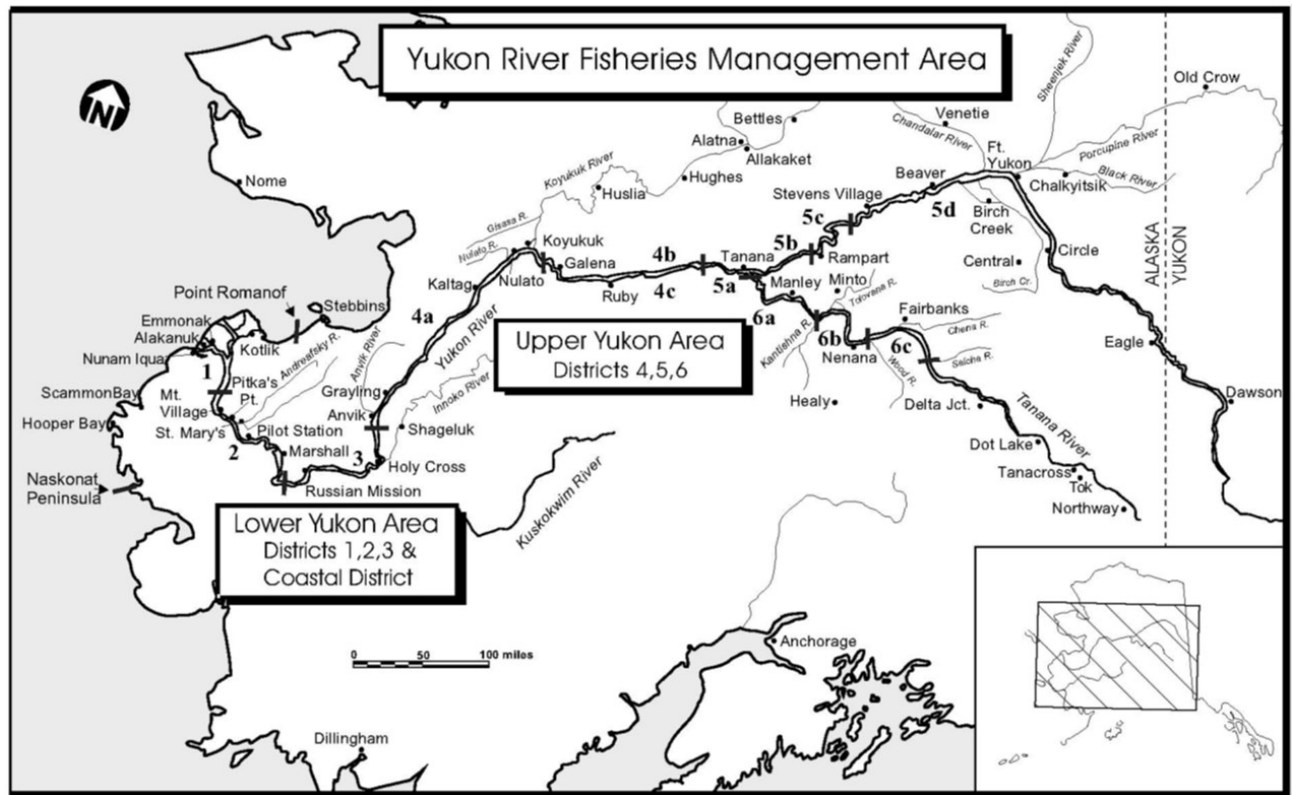 Yukon River Fisheries Management Area
N
Sheenjek River
Old Crow
Bettles
Venetie
Chandalar River
Alatna
Allakaket
Ft.
Yukon
Porcupine River
Black River
Chalkyitsik
Nome
Koyukuk River
Huslia
Hughes
Beaver
Stevens Village
5d
Birch
Creek
5c
Gisasa R.
Nulato R.
Koyukuk
Galena
4b
Tanana
5b
Rampart
Central
Circle
Birch Cr.
ALASKA
YUKON
Point Romanof
Stebbins
Kaltag
Nulato
Ruby
4c
5a
Manley
Minto
Tolovana R.
Emmonak
Alakanuk
Kotlik
Nunam Iqua
1
Andreafsky R.
Anvik River
4a
Yukon River
Upper Yukon Area
Districts 4,5,6
6a
Kantishna R.
6b
Nenana
Fairbanks
Chena R.
6c
Salcha R.
Wood R.
Eagle
Scammon Bay
Mt.
Village
Pitka's
Pt.
Grayling
Innoko River
Healy
Delta Jct.
Tanana River
Dawson
Hooper Bay
St. Mary's
Pilot Station
Anvik
Shageluk
2
Marshall
3
Holy Cross
Dot Lake
Tanacross
Tok
Northway
Naskonat
Peninsula
Russian Mission
Kuskokwim River
Lower Yukon Area
Districts 1,2,3 &
Coastal District
0 50 100 miles
Anchorage
Dillingham